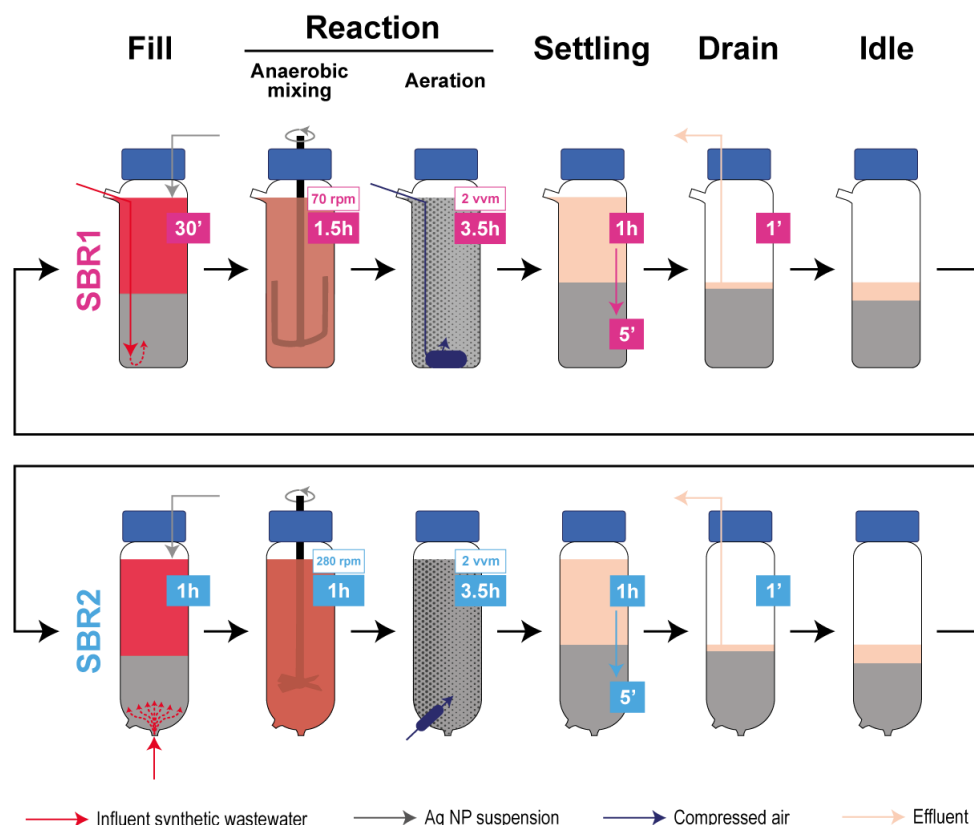 Fill
Reaction
Anaerobic
mixing
Aeration
Settling
Drain
Idle
SBR1
30’
70 rpm
1.5h
2 vvm
3.5h
1h
5’
1’
SBR2
1h
280 rpm
1h
2 vvm
3.5h
1h
5’
1’
Influent synthetic wastewater
Ag NP suspension
Compressed air
Effluent